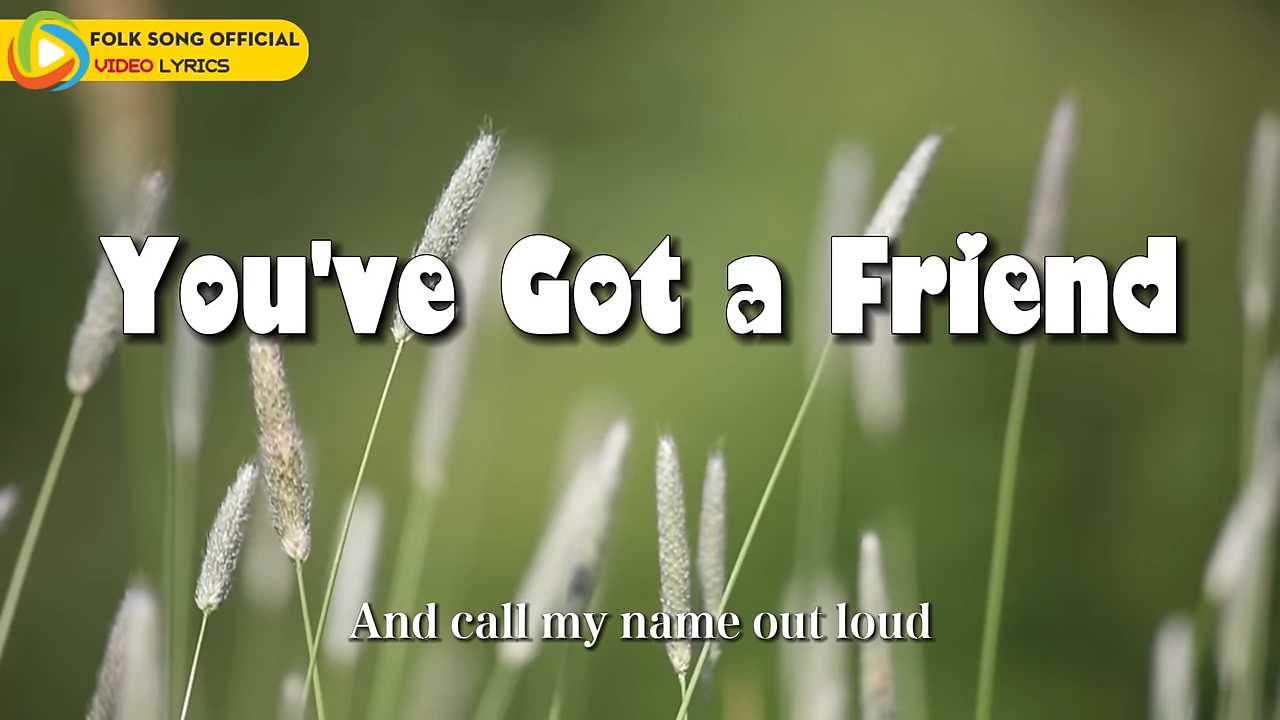 FOLK SONG OFFICIAL
VIDEO LYRICS
You've Got a Friend
And call my name out loud